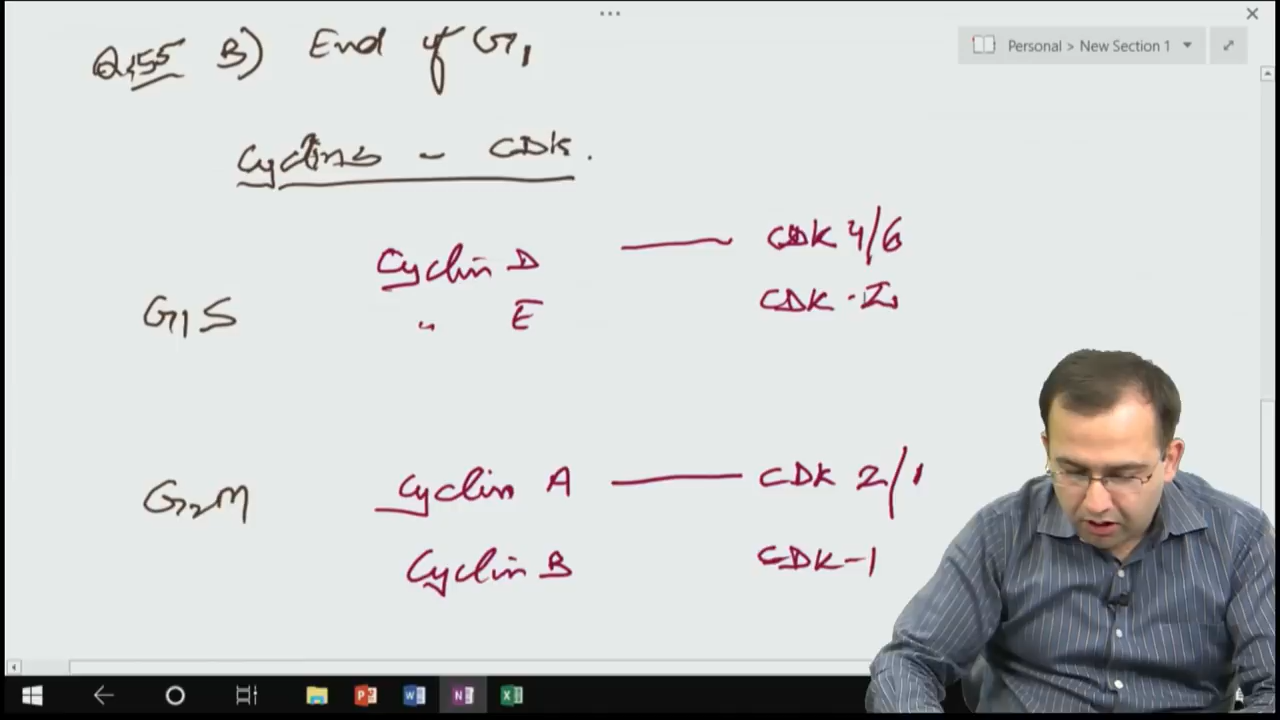 Personal > New Section 1
Q.55 B) End of G1
Cyclins - CDK.
Cyclin D — CDK 4/6
G1S " E CDK-2
G2M Cyclin A — CDK 2/1
Cyclin B CDK-1